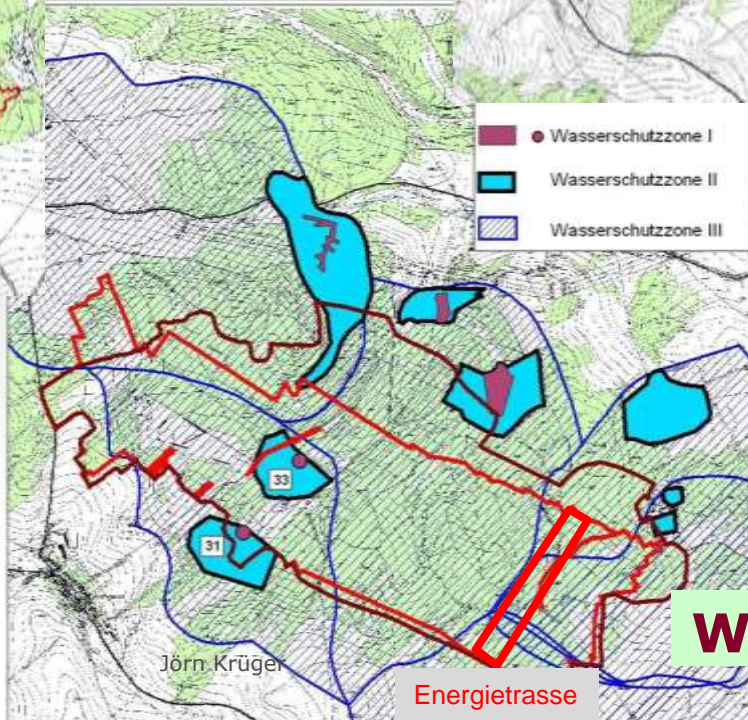 Wasserschutzzone I
Wasserschutzzone II
Wasserschutzzone III
33
31
Jörn Krüger
W
Energietrasse